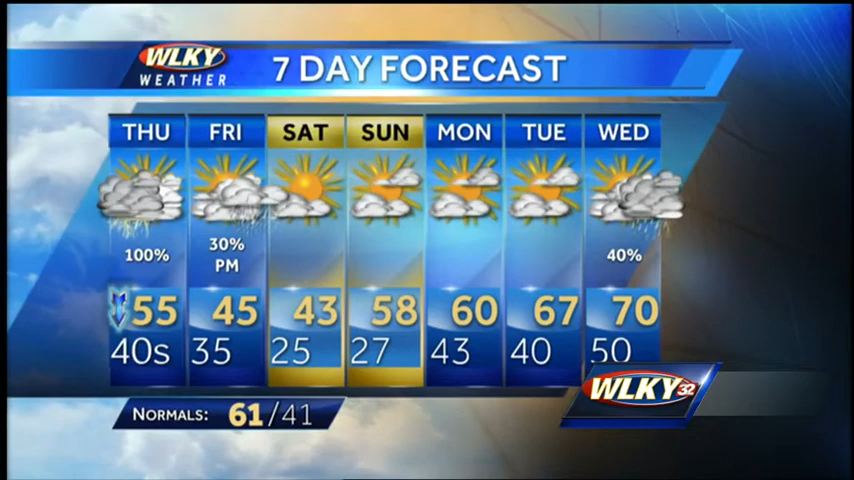 WLKY
WEATHER
7 DAY FORECAST
THU FRI SAT SUN MON TUE WED
100% 30% 40%
PM
55 45 43 58 60 67 70
40s 35 25 27 43 40 50
NORMALS: 61/41
WLKY 32